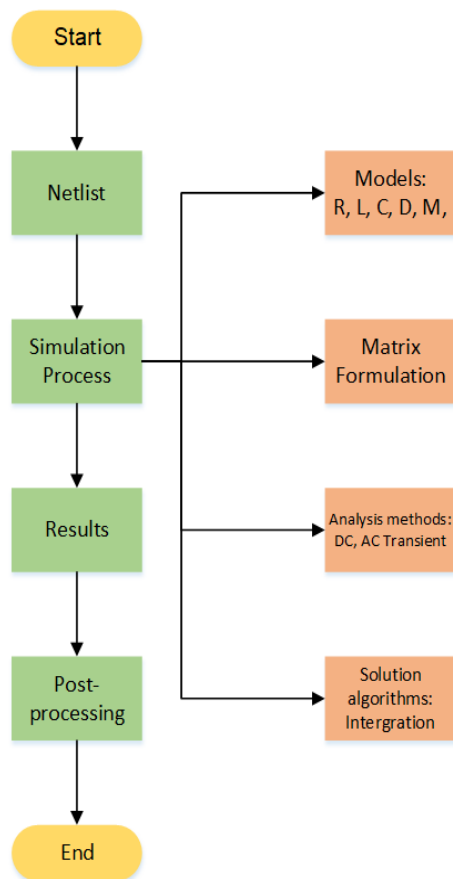 Start
Netlist
Simulation
Process
Results
Post-
processing
End
Models:
R, L, C, D, M,
Matrix
Formulation
Analysis methods:
DC, AC Transient
Solution
algorithms:
Intergration